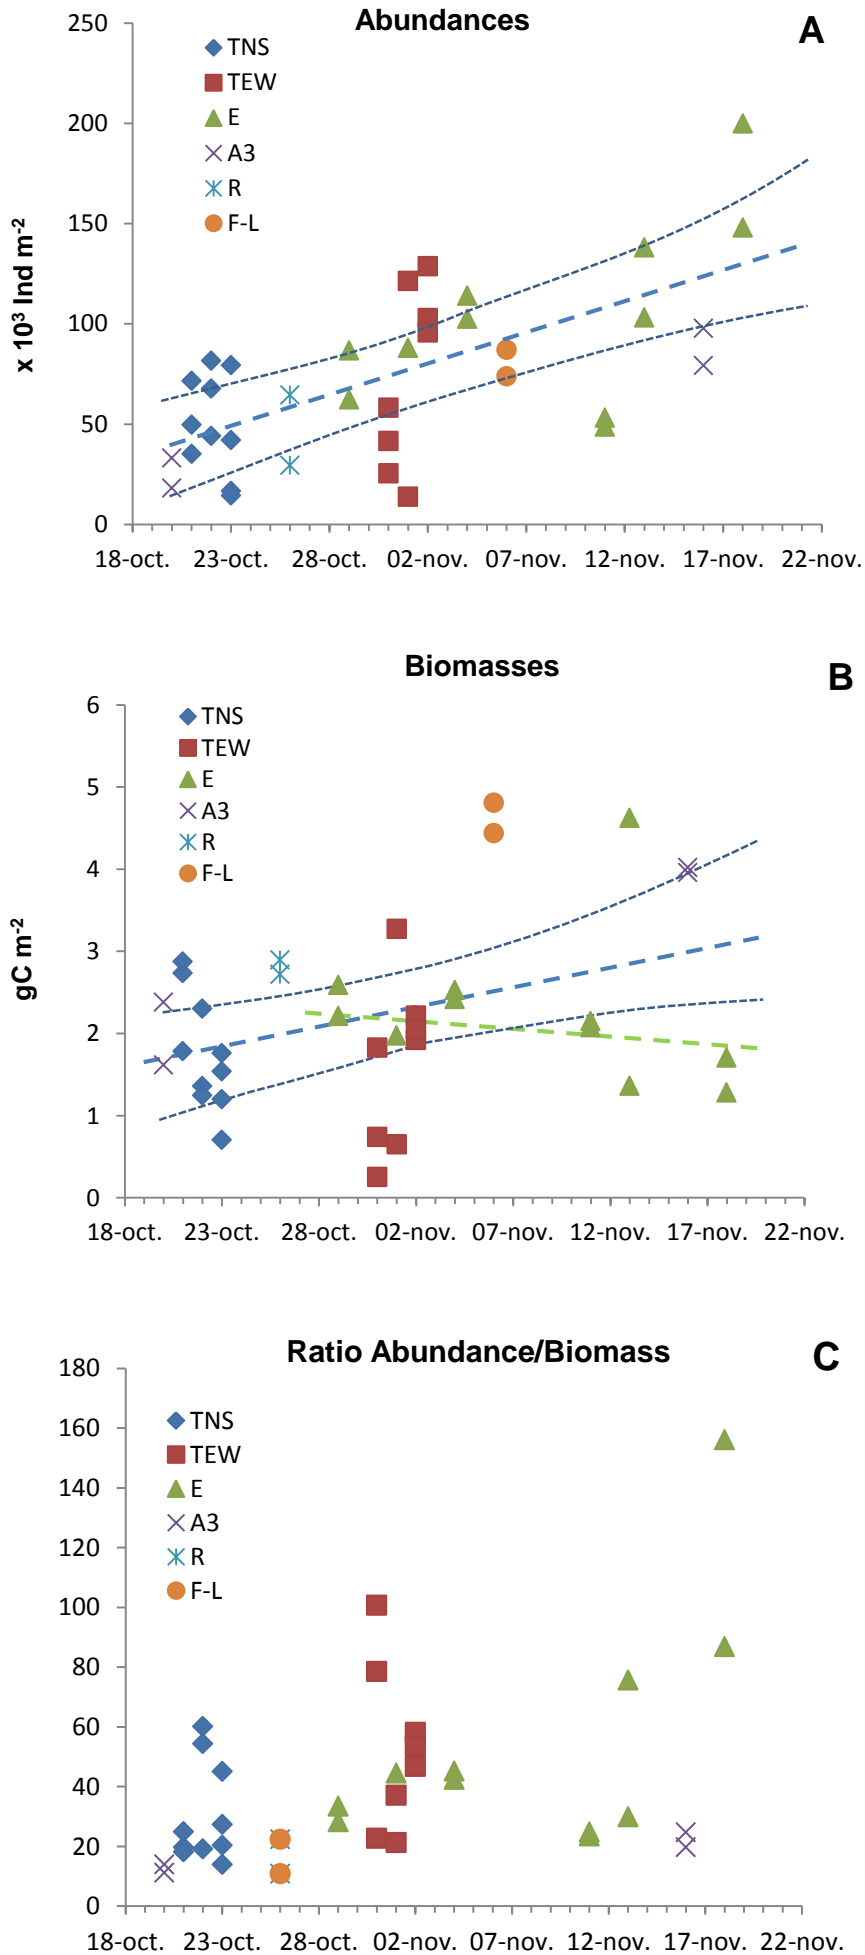 Abundances
A
250
200
150
100
50
0
x 10³ Ind m⁻²
TNS
TEW
E
A3
R
F-L
18-oct. 23-oct. 28-oct. 02-nov. 07-nov. 12-nov. 17-nov. 22-nov.
Biomasses
B
6
5
4
3
2
1
0
gC m⁻²
TNS
TEW
E
A3
R
F-L
18-oct. 23-oct. 28-oct. 02-nov. 07-nov. 12-nov. 17-nov. 22-nov.
Ratio Abundance/Biomass
C
180
160
140
120
100
80
60
40
20
0
TNS
TEW
E
A3
R
F-L
18-oct. 23-oct. 28-oct. 02-nov. 07-nov. 12-nov. 17-nov. 22-nov.